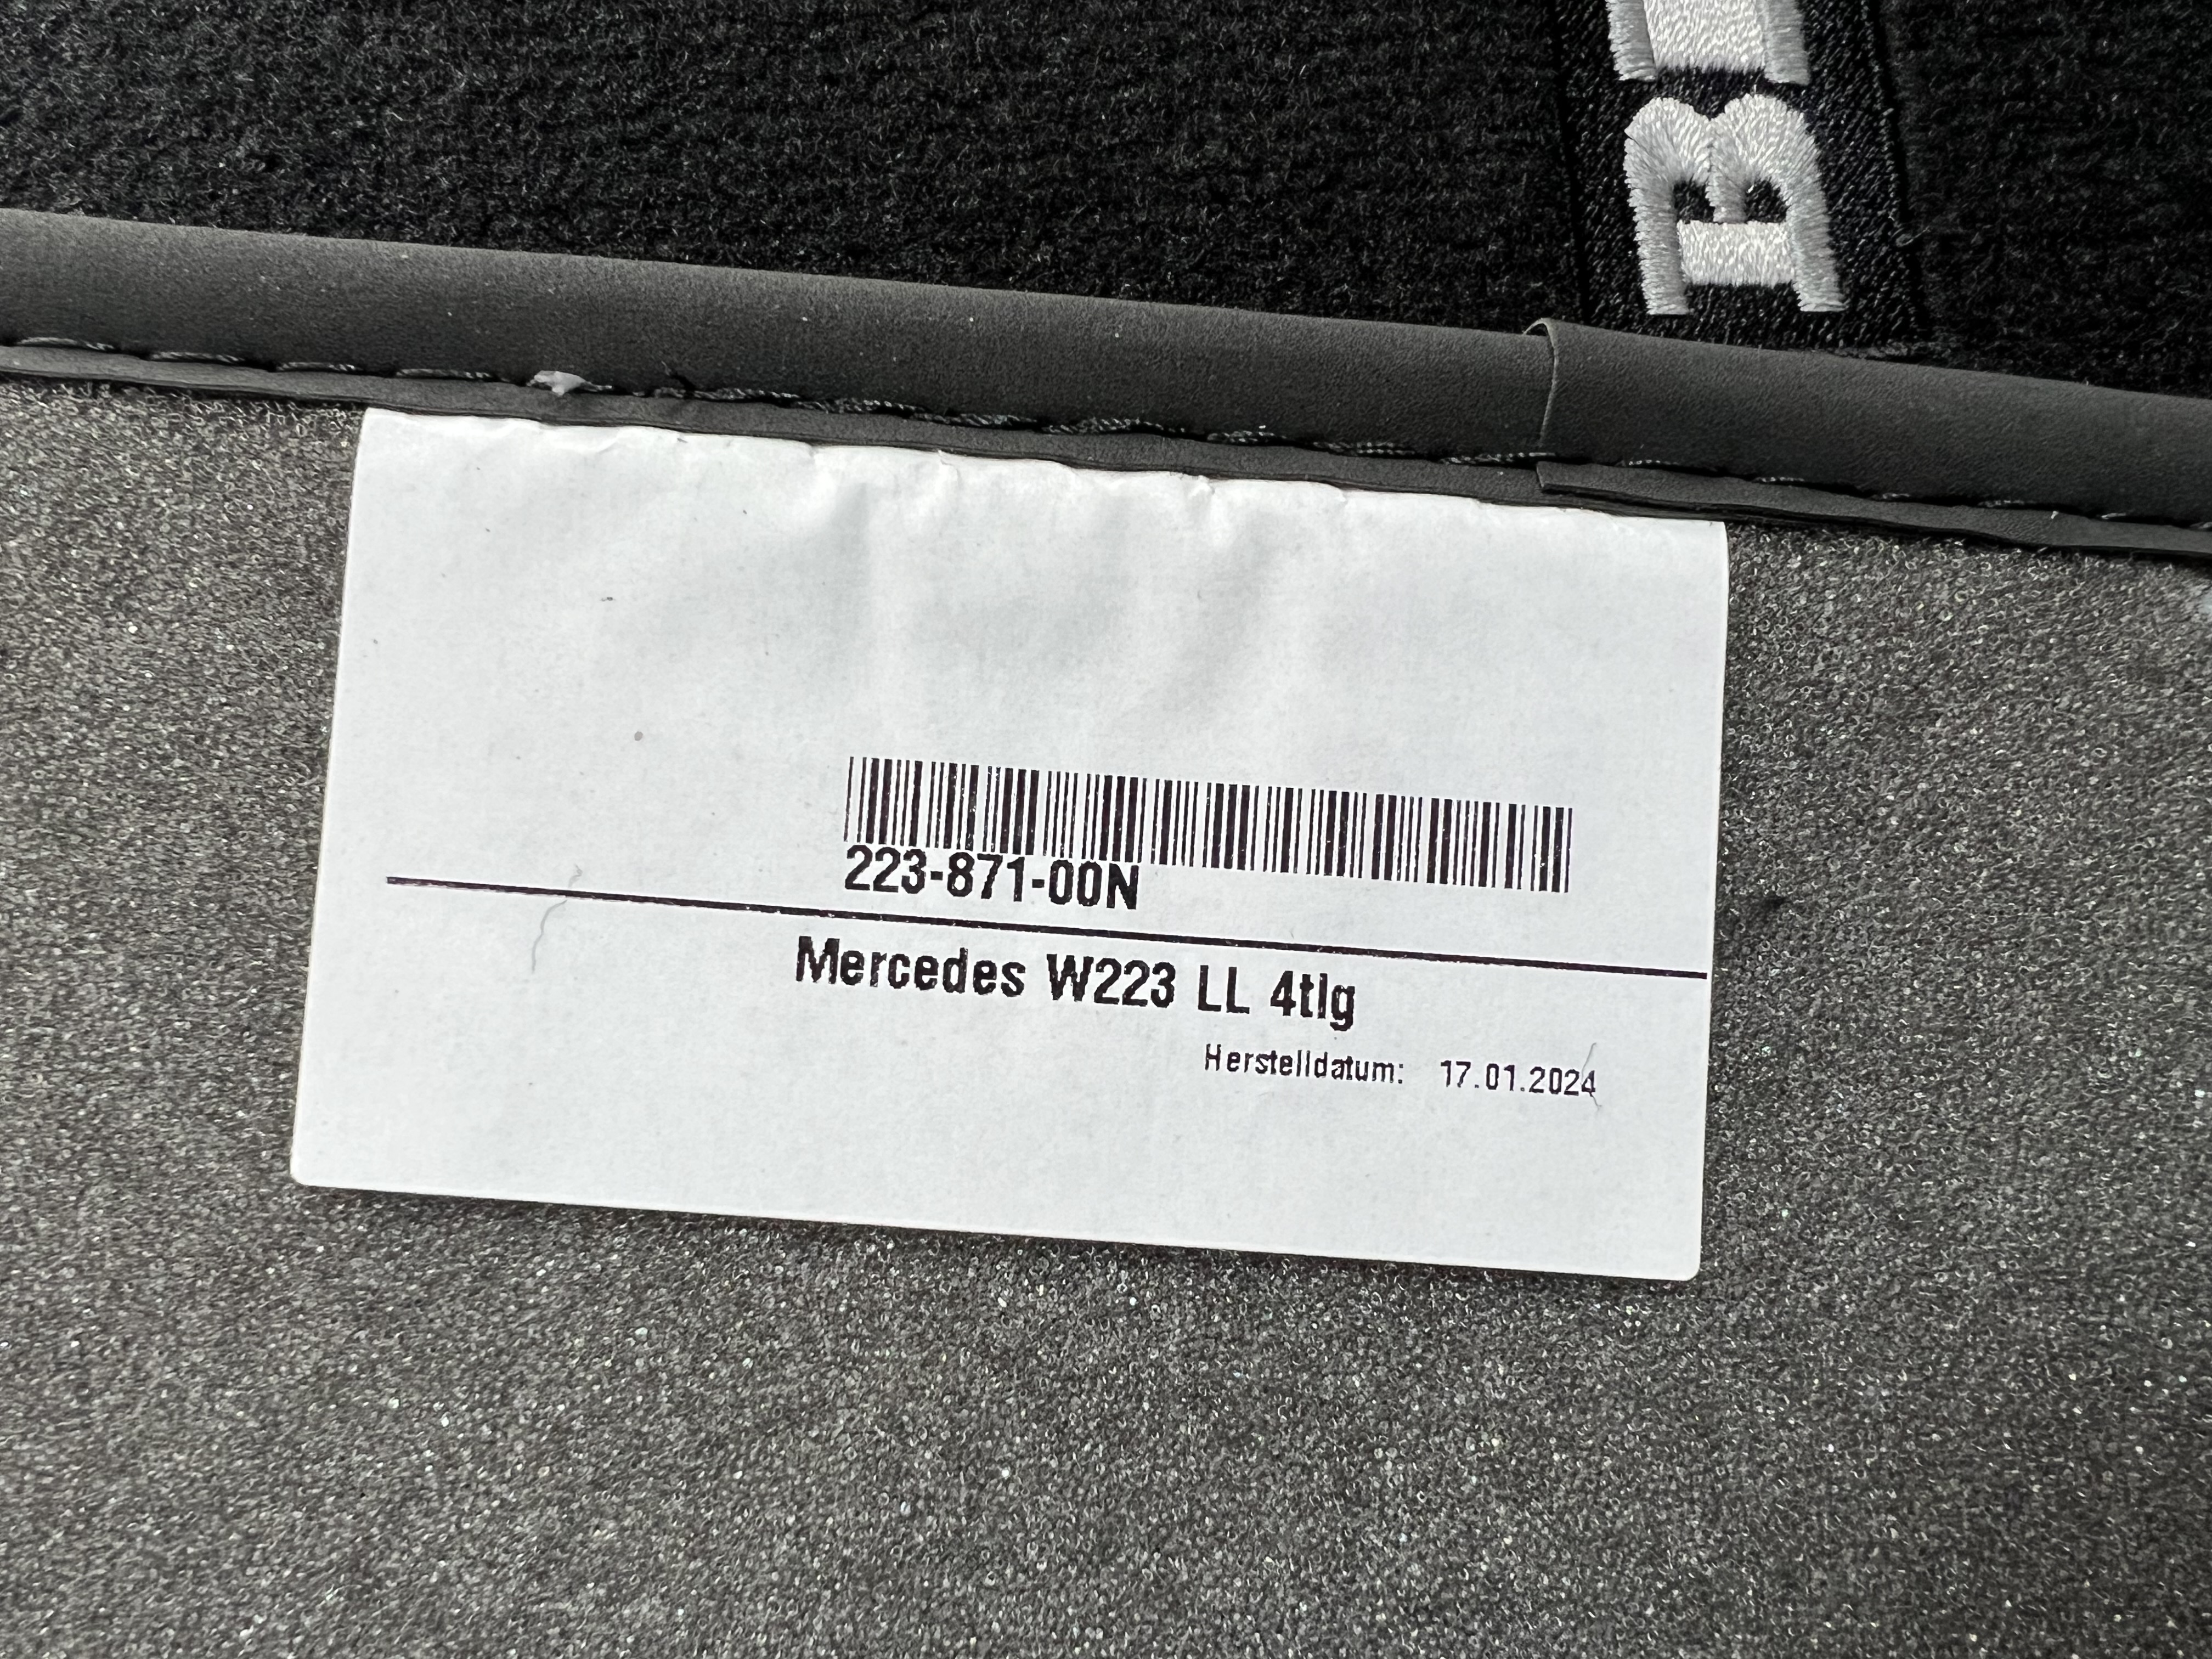 223-871-00N
Mercedes W223 LL 4tlg
Herstelldatum: 17.01.2024